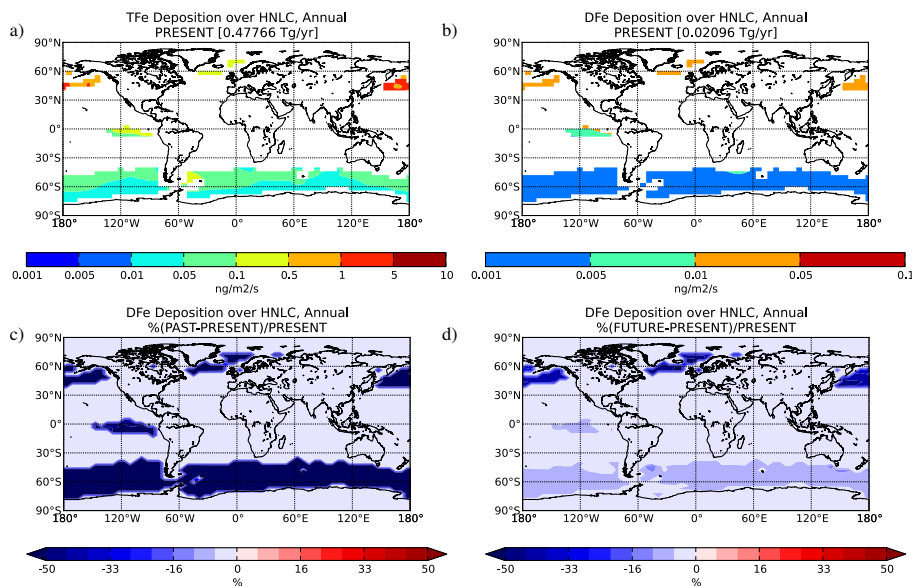 TFe Deposition over HNLC, Annual
PRESENT [0.47766 Tg/yr]
a)
90°N
60°N
30°N
0°
30°S
60°S
90°S
180° 120°W 60°W 0° 60°E 120°E 180°
0.001 0.005 0.01 0.05 0.1 0.5 1 5 10
ng/m2/s
DFe Deposition over HNLC, Annual
PRESENT [0.02096 Tg/yr]
b)
90°N
60°N
30°N
0°
30°S
60°S
90°S
180° 120°W 60°W 0° 60°E 120°E 180°
0.001 0.005 0.01 0.05 0.1
ng/m2/s
DFe Deposition over HNLC, Annual
%(PAST-PRESENT)/PRESENT
c)
90°N
60°N
30°N
0°
30°S
60°S
90°S
180° 120°W 60°W 0° 60°E 120°E 180°
-50 -33 -16 0 16 33 50
%
DFe Deposition over HNLC, Annual
%(FUTURE-PRESENT)/PRESENT
d)
90°N
60°N
30°N
0°
30°S
60°S
90°S
180° 120°W 60°W 0° 60°E 120°E 180°
-50 -33 -16 0 16 33 50
%